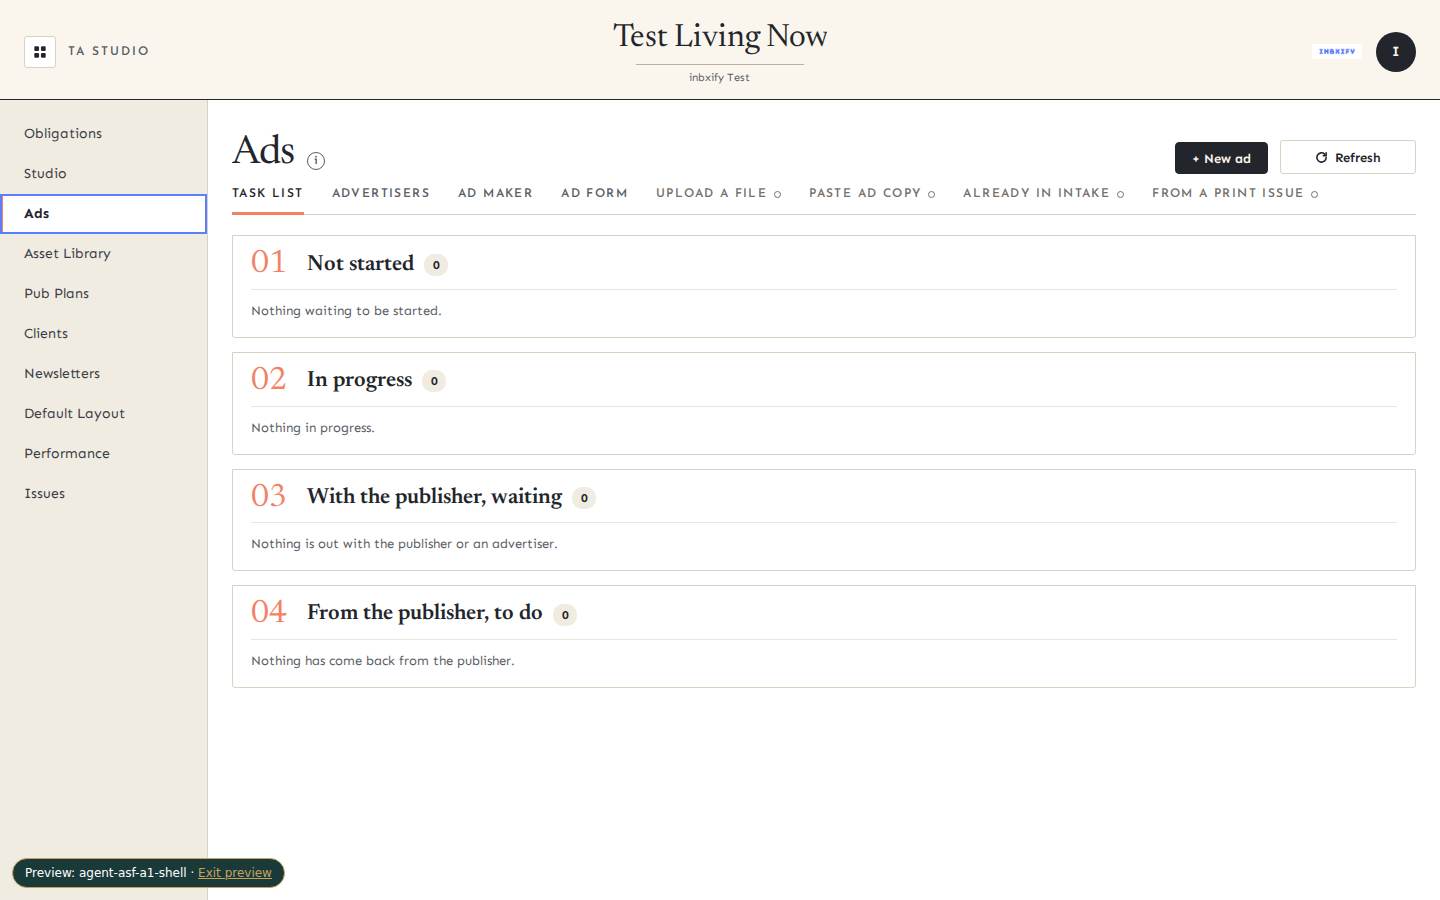 TA STUDIO
Test Living Now
inbxify Test
INBXIFY
I
Obligations
Studio
Ads
Asset Library
Pub Plans
Clients
Newsletters
Default Layout
Performance
Issues
Ads i
+ New ad
Refresh
TASK LIST ADVERTISERS AD MAKER AD FORM UPLOAD A FILE PASTE AD COPY ALREADY IN INTAKE FROM A PRINT ISSUE
01 Not started 0
Nothing waiting to be started.
02 In progress 0
Nothing in progress.
03 With the publisher, waiting 0
Nothing is out with the publisher or an advertiser.
04 From the publisher, to do 0
Nothing has come back from the publisher.
Preview: agent-asf-a1-shell · Exit preview